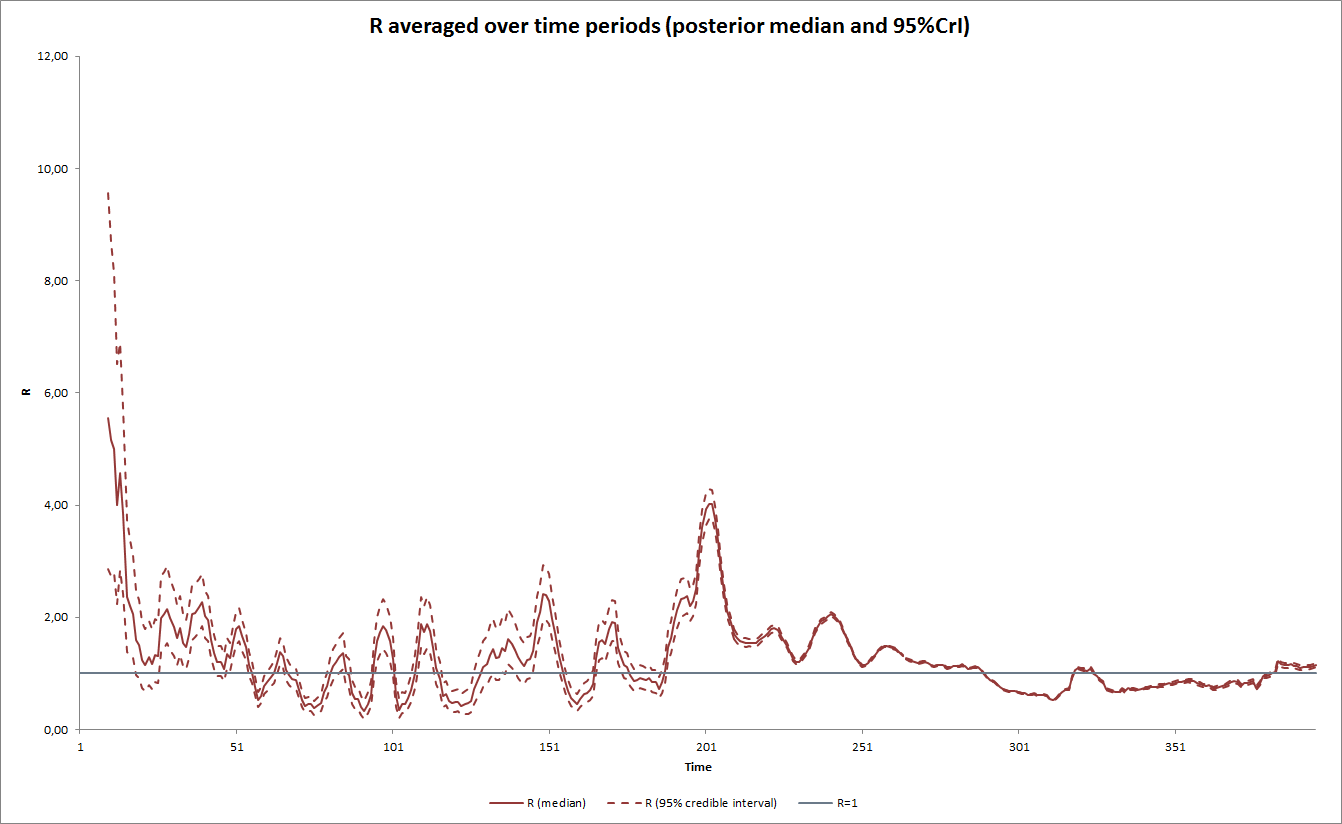 R averaged over time periods (posterior median and 95%CrI)
12,00
10,00
8,00
6,00
R
4,00
2,00
0,00
1 51 101 151 201 251 301 351
Time
R (median) R (95% credible interval) R=1